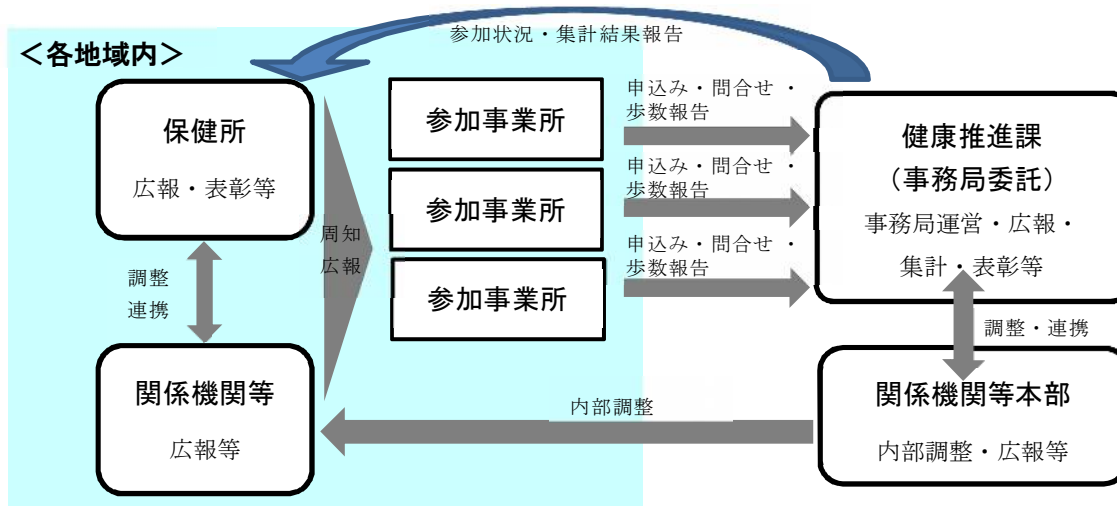 参加状況・集計結果報告
＜各地域内＞
保健所
広報・表彰等
調整
連携
関係機関等
広報等
周知
広報
参加事業所
参加事業所
参加事業所
申込み・問合せ・
歩数報告
申込み・問合せ・
歩数報告
申込み・問合せ・
歩数報告
健康推進課
（事務局委託）
事務局運営・広報・
集計・表彰等
調整・連携
関係機関等本部
内部調整・広報等
内部調整